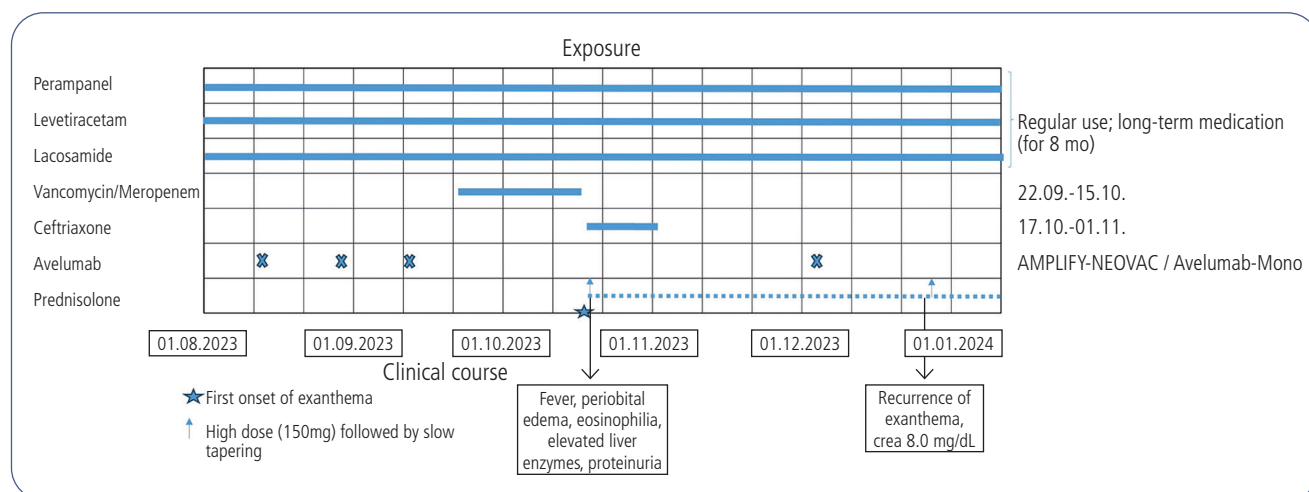 Exposure
Perampanel
Levetiracetam
Lacosamide
Regular use; long-term medication
(for 8 mo)
Vancomycin/Meropenem
22.09.-15.10.
Ceftriaxone
17.10.-01.11.
Avelumab
AMPLIFY-NEOVAC / Avelumab-Mono
Prednisolone
01.08.2023
01.09.2023
01.10.2023
01.11.2023
01.12.2023
01.01.2024
Clinical course
First onset of exanthema
High dose (150mg) followed by slow
tapering
Fever, periobital
edema, eosinophilia,
elevated liver
enzymes, proteinuria
Recurrence of
exanthema,
crea 8.0 mg/dL